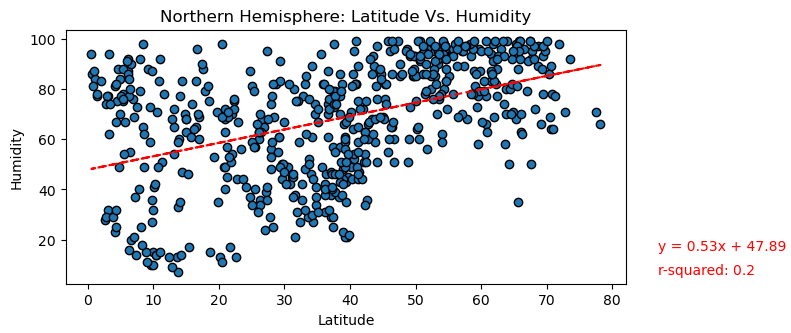 Northern Hemisphere: Latitude Vs. Humidity
100
80
60
40
20
Humidity
0 10 20 30 40 50 60 70 80
Latitude
y = 0.53x + 47.89
r-squared: 0.2